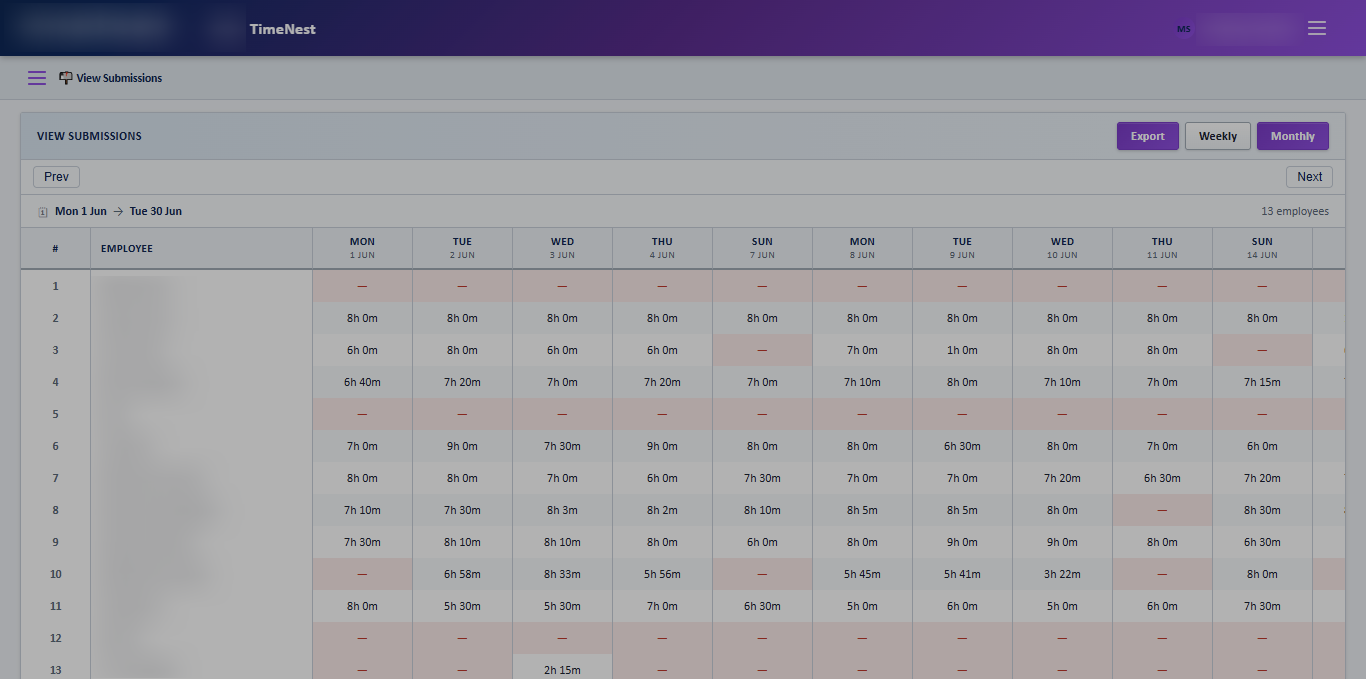 TimeNest
MS
View Submissions
VIEW SUBMISSIONS
Export Weekly Monthly
Prev Next
Mon 1 Jun → Tue 30 Jun 13 employees
# EMPLOYEE MON TUE WED THU SUN MON TUE WED THU SUN
1 JUN 2 JUN 3 JUN 4 JUN 7 JUN 8 JUN 9 JUN 10 JUN 11 JUN 14 JUN
1 — — — — — — — — — —
2 8h 0m 8h 0m 8h 0m 8h 0m 8h 0m 8h 0m 8h 0m 8h 0m 8h 0m 8h 0m
3 6h 0m 8h 0m 6h 0m 6h 0m — 7h 0m 1h 0m 8h 0m 8h 0m —
4 6h 40m 7h 20m 7h 0m 7h 20m 7h 0m 7h 10m 8h 0m 7h 10m 7h 0m 7h 15m
5 — — — — — — — — — —
6 7h 0m 9h 0m 7h 30m 9h 0m 8h 0m 8h 0m 6h 30m 8h 0m 7h 0m 6h 0m
7 8h 0m 8h 0m 7h 0m 6h 0m 7h 30m 7h 0m 7h 0m 7h 20m 6h 30m 7h 20m
8 7h 10m 7h 30m 8h 3m 8h 2m 8h 10m 8h 5m 8h 5m 8h 0m — 8h 30m
9 7h 30m 8h 10m 8h 10m 8h 0m 6h 0m 8h 0m 9h 0m 9h 0m 8h 0m 6h 30m
10 — 6h 58m 8h 33m 5h 56m — 5h 45m 5h 41m 3h 22m — 8h 0m
11 8h 0m 5h 30m 5h 30m 7h 0m 6h 30m 5h 0m 6h 0m 5h 0m 6h 0m 7h 30m
12 — — — — — — — — — —
13 — — 2h 15m — — — — — — —